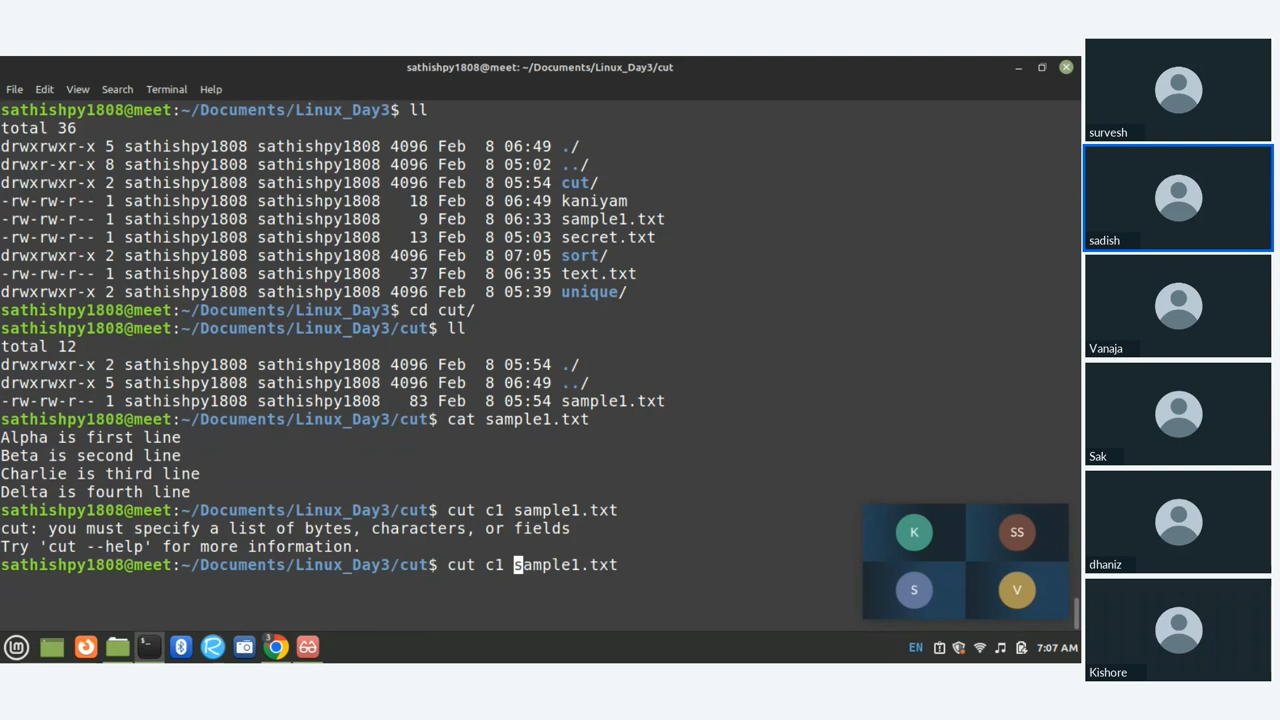 sathishpy1808@meet: ~/Documents/Linux_Day3/cut
File Edit View Search Terminal Help
sathishpy1808@meet:~/Documents/Linux_Day3$ ll
total 36
drwxrwxr-x 5 sathishpy1808 sathishpy1808 4096 Feb  8 06:49 ./
drwxr-xr-x 8 sathishpy1808 sathishpy1808 4096 Feb  8 05:02 ../
drwxrwxr-x 2 sathishpy1808 sathishpy1808 4096 Feb  8 05:54 cut/
-rw-rw-r-- 1 sathishpy1808 sathishpy1808   18 Feb  8 06:49 kaniyam
-rw-rw-r-- 1 sathishpy1808 sathishpy1808    9 Feb  8 06:33 sample1.txt
-rw-rw-r-- 1 sathishpy1808 sathishpy1808   13 Feb  8 05:03 secret.txt
drwxrwxr-x 2 sathishpy1808 sathishpy1808 4096 Feb  8 07:05 sort/
-rw-rw-r-- 1 sathishpy1808 sathishpy1808   37 Feb  8 06:35 text.txt
drwxrwxr-x 2 sathishpy1808 sathishpy1808 4096 Feb  8 05:39 unique/
sathishpy1808@meet:~/Documents/Linux_Day3$ cd cut/
sathishpy1808@meet:~/Documents/Linux_Day3/cut$ ll
total 12
drwxrwxr-x 2 sathishpy1808 sathishpy1808 4096 Feb  8 05:54 ./
drwxrwxr-x 5 sathishpy1808 sathishpy1808 4096 Feb  8 06:49 ../
-rw-rw-r-- 1 sathishpy1808 sathishpy1808   83 Feb  8 05:54 sample1.txt
sathishpy1808@meet:~/Documents/Linux_Day3/cut$ cat sample1.txt
Alpha is first line
Beta is second line
Charlie is third line
Delta is fourth line
sathishpy1808@meet:~/Documents/Linux_Day3/cut$ cut c1 sample1.txt
cut: you must specify a list of bytes, characters, or fields
Try 'cut --help' for more information.
sathishpy1808@meet:~/Documents/Linux_Day3/cut$ cut c1 sample1.txt
K SS
S V
3
EN 7:07 AM
survesh
sadish
Vanaja
Sak
dhaniz
Kishore